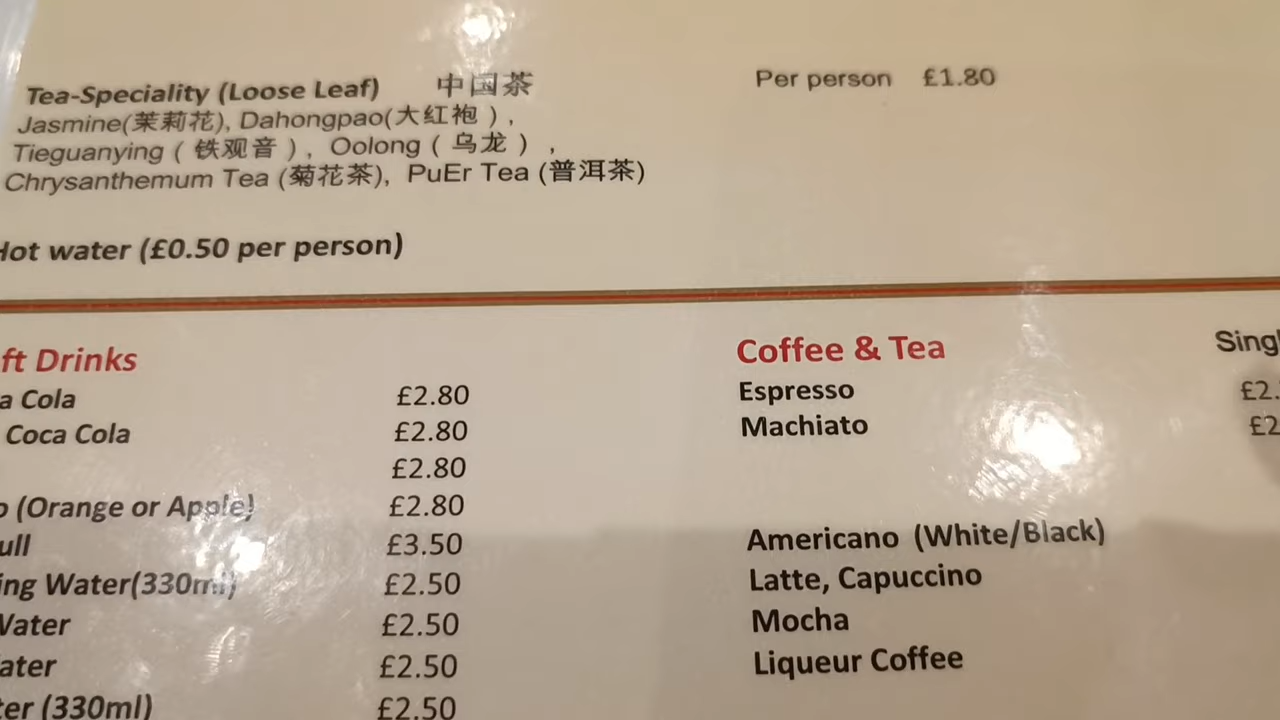 Tea-Speciality (Loose Leaf) 中国茶 Per person £1.80
Jasmine(茉莉花), Dahongpao(大紅袍),
Tieguanying (铁观音), Oolong (乌龙),
Chrysanthemum Tea (菊花茶), PuEr Tea (普洱茶)
Hot water (£0.50 per person)
ft Drinks
a Cola £2.80
Coca Cola £2.80
£2.80
o (Orange or Apple) £2.80
ull £3.50
ing Water(330ml) £2.50
Water £2.50
ater £2.50
ter (330ml) £2.50
Coffee & Tea Singl
Espresso £2.
Machiato £2
Americano (White/Black)
Latte, Capuccino
Mocha
Liqueur Coffee